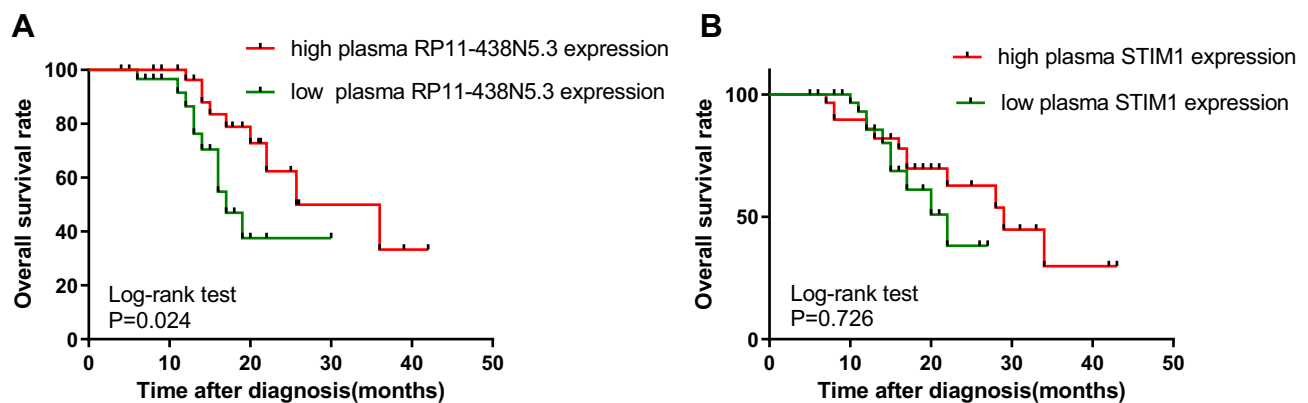 A
high plasma RP11-438N5.3 expression
low plasma RP11-438N5.3 expression
Overall survival rate
100
80
60
40
20
0
Log-rank test
P=0.024
0 10 20 30 40 50
Time after diagnosis(months)
B
high plasma STIM1 expression
low plasma STIM1 expression
Overall survival rate
100
50
0
Log-rank test
P=0.726
0 10 20 30 40 50
Time after diagnosis(months)